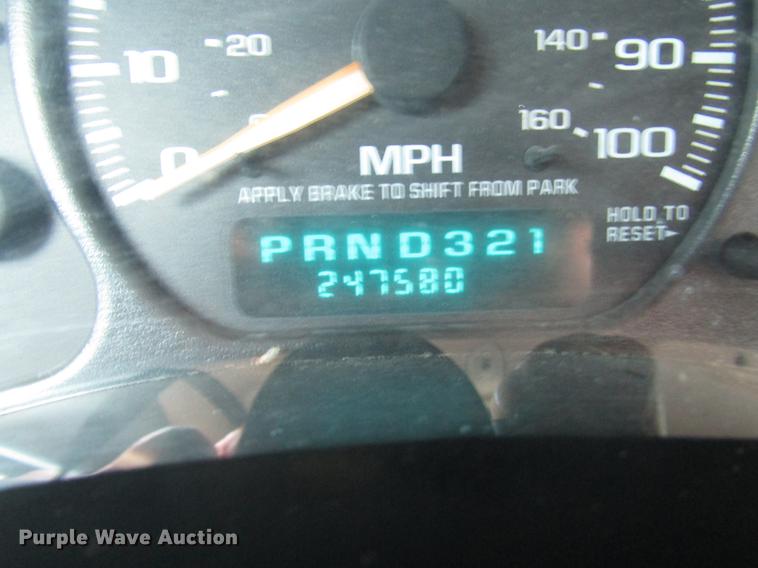 10 20 140 90
0 160 100
MPH
APPLY BRAKE TO SHIFT FROM PARK
HOLD TO
RESET►
PRND321
247580
Purple Wave Auction